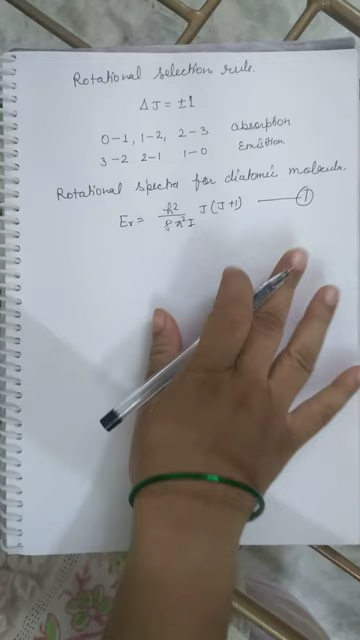 Rotational selection rule.
ΔJ = ±1
0-1, 1-2, 2-3 absorption
3-2 2-1 1-0 Emission
Rotational spectra for diatomic molecule.
Er = h²/8π²I J(J+1) —— ①